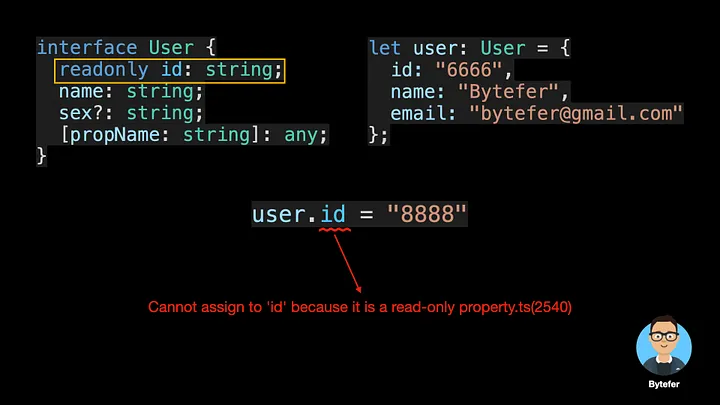 interface User {
readonly id: string;
name: string;
sex?: string;
[propName: string]: any;
}
let user: User = {
id: "6666",
name: "Bytefer",
email: "bytefer@gmail.com"
};
user.id = "8888"
Cannot assign to 'id' because it is a read-only property.ts(2540)
Bytefer